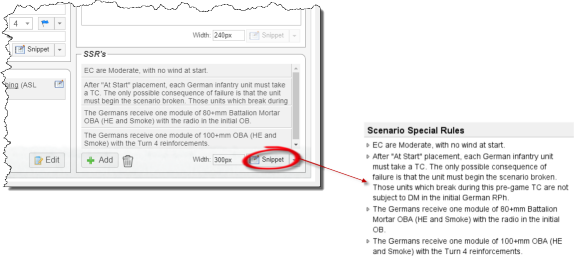 4
Width: 240px
Snippet
Snippet
SSR's
EC are Moderate, with no wind at start.
After "At Start" placement, each German infantry unit must take
a TC. The only possible consequence of failure is that the unit
must begin the scenario broken. Those units which break during
The Germans receive one module of 80+mm Battalion Mortar
OBA (HE and Smoke) with the radio in the initial OB.
The Germans receive one module of 100+mm OBA (HE and
Smoke) with the Turn 4 reinforcements.
ing (ASL
Edit
Add
Width: 300px
Snippet
Scenario Special Rules
EC are Moderate, with no wind at start.
After "At Start" placement, each German infantry unit
must take a TC. The only possible consequence of
failure is that the unit must begin the scenario broken.
Those units which break during this pre-game TC are not
subject to DM in the initial German RPh.
The Germans receive one module of 80+mm Battalion
Mortar OBA (HE and Smoke) with the radio in the initial
OB.
The Germans receive one module of 100+mm OBA (HE
and Smoke) with the Turn 4 reinforcements.